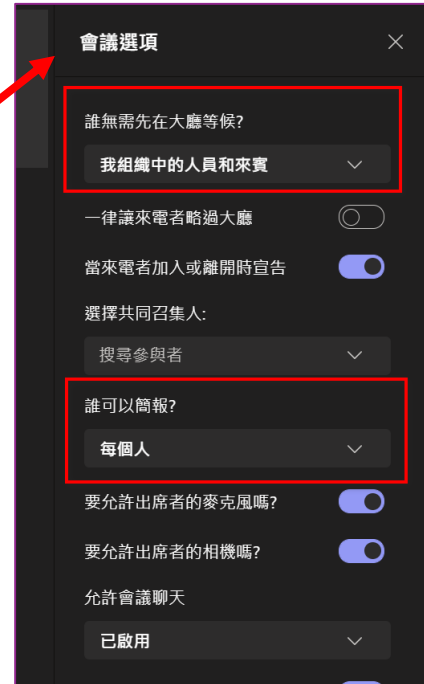 會議選項
誰無需先在大廳等候?
我組織中的人員和來賓
一律讓來電者略過大廳
當來電者加入或離開時宣告
選擇共同召集人:
搜尋參與者
誰可以簡報?
每個人
要允許出席者的麥克風嗎?
要允許出席者的相機嗎?
允許會議聊天
已啟用